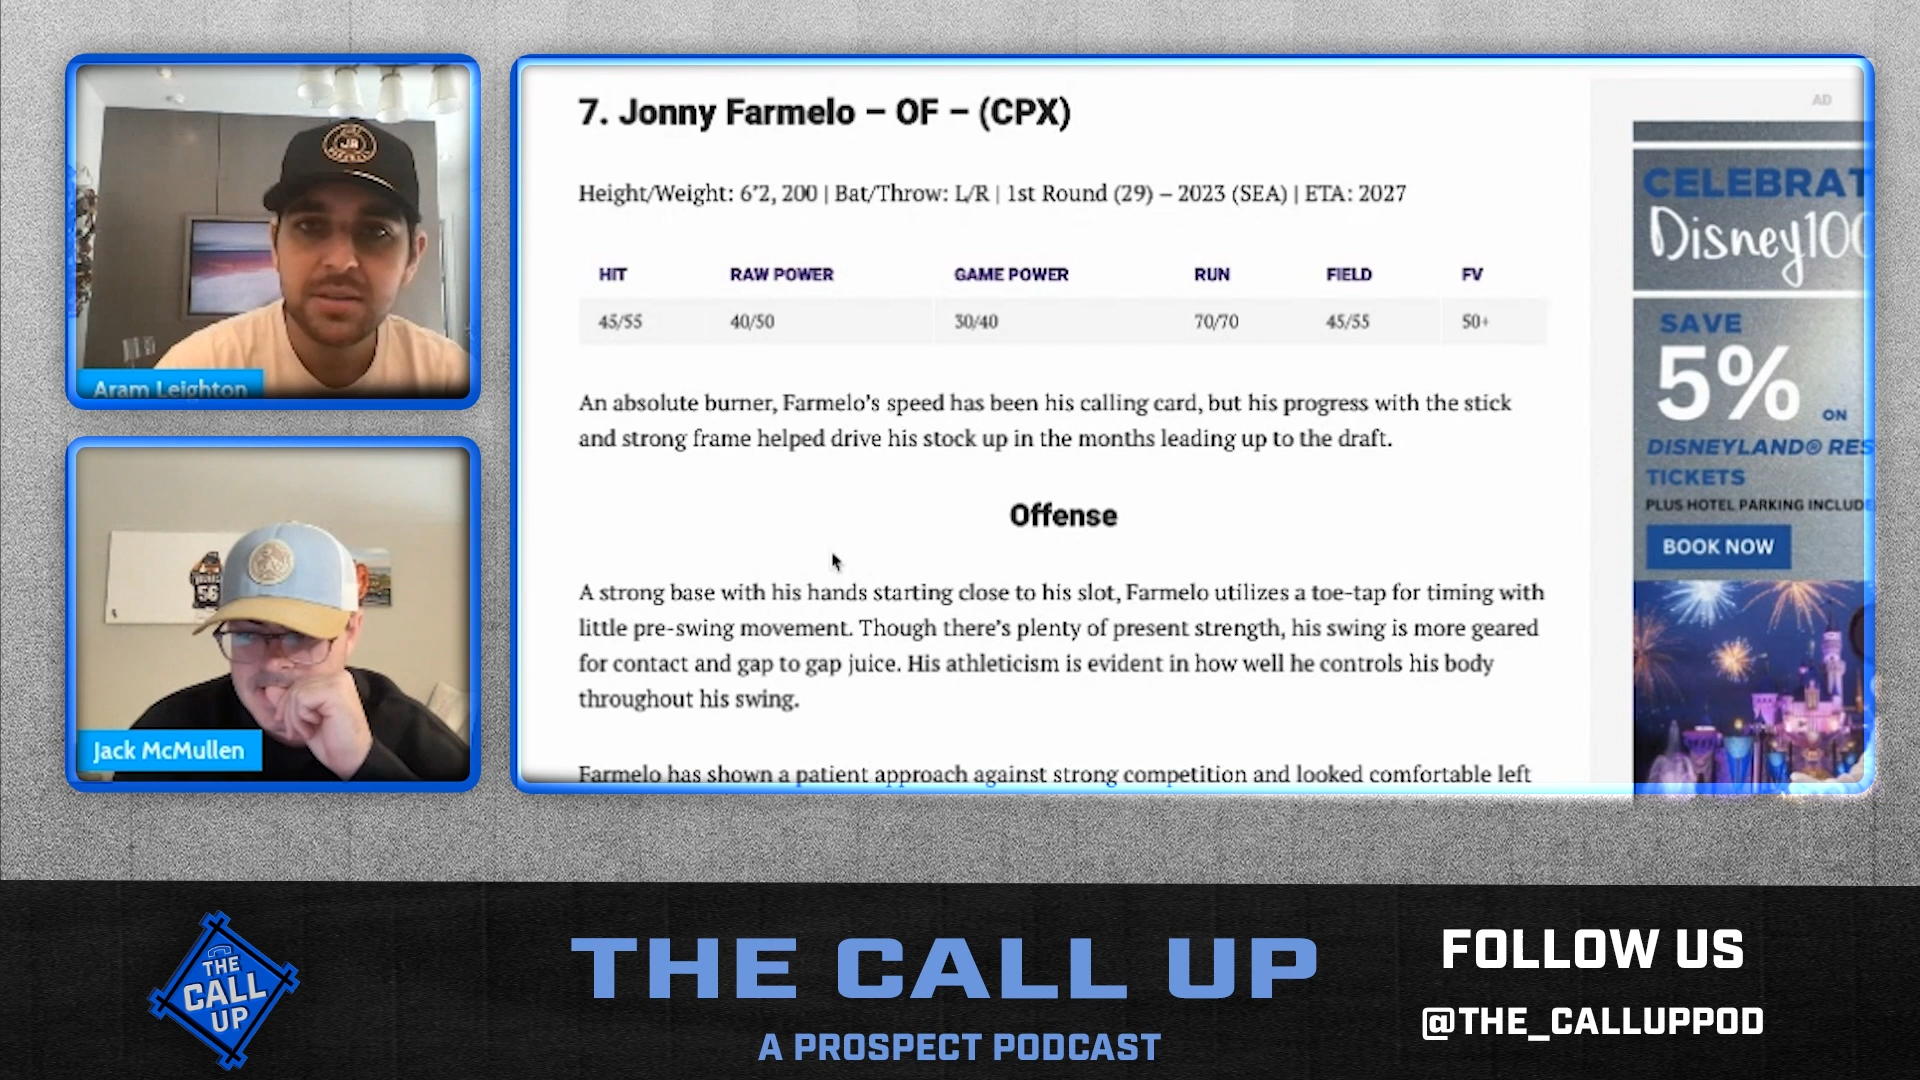 JR
Aram Leighton
56
Jack McMullen
7. Jonny Farmelo – OF – (CPX)
Height/Weight: 6'2, 200 | Bat/Throw: L/R | 1st Round (29) – 2023 (SEA) | ETA: 2027
HIT RAW POWER GAME POWER RUN FIELD FV
45/55 40/50 30/40 70/70 45/55 50+
An absolute burner, Farmelo's speed has been his calling card, but his progress with the stick
and strong frame helped drive his stock up in the months leading up to the draft.
Offense
A strong base with his hands starting close to his slot, Farmelo utilizes a toe-tap for timing with
little pre-swing movement. Though there's plenty of present strength, his swing is more geared
for contact and gap to gap juice. His athleticism is evident in how well he controls his body
throughout his swing.
Farmelo has shown a patient approach against strong competition and looked comfortable left
AD
CELEBRAT
Disney100
SAVE
5% ON
DISNEYLAND® RES
TICKETS
PLUS HOTEL PARKING INCLUDE
BOOK NOW
THE
CALL
UP
THE CALL UP
A PROSPECT PODCAST
FOLLOW US
@THE_CALLUPPOD